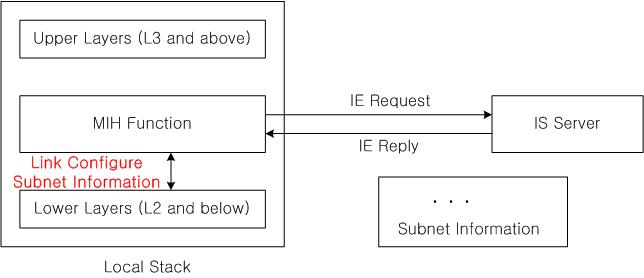 Upper Layers (L3 and above)
MIH Function
Link Configure
Subnet Information
Lower Layers (L2 and below)
Local Stack
IE Request
IE Reply
IS Server
. . .
Subnet Information